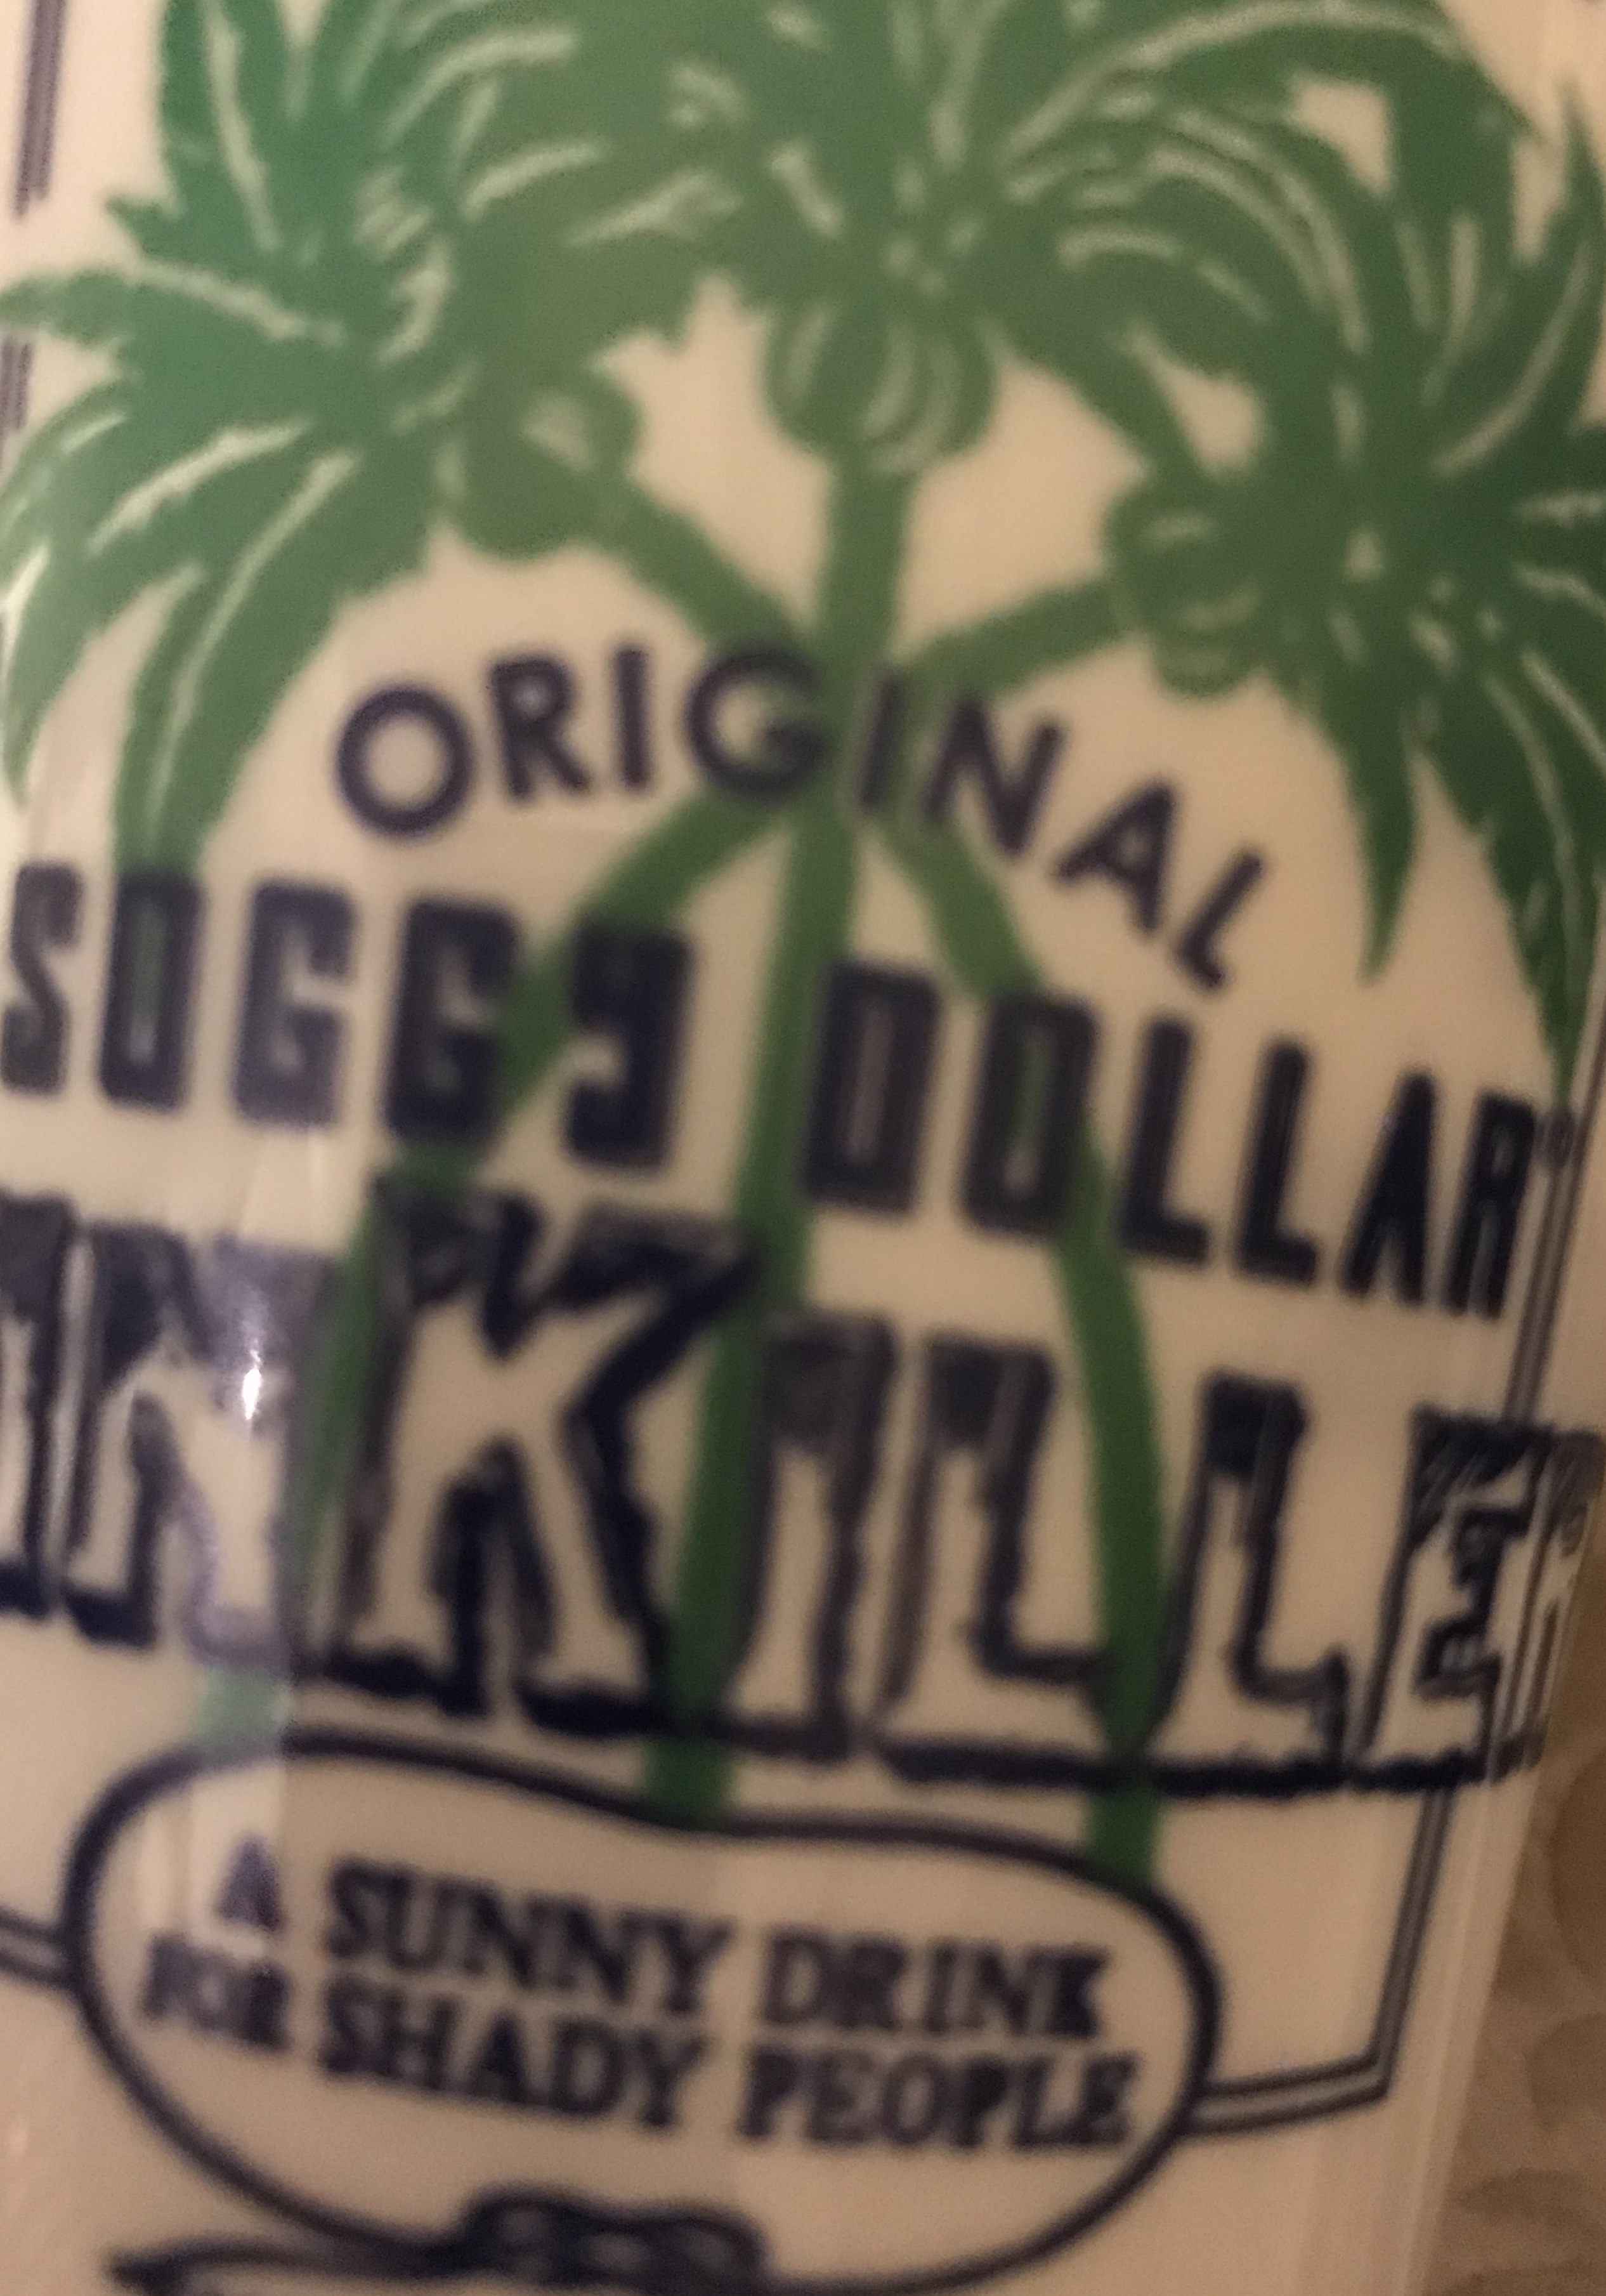 ORIGINAL
SOGGY DOLLAR
A SUNNY DRINK
FOR SHADY PEOPLE